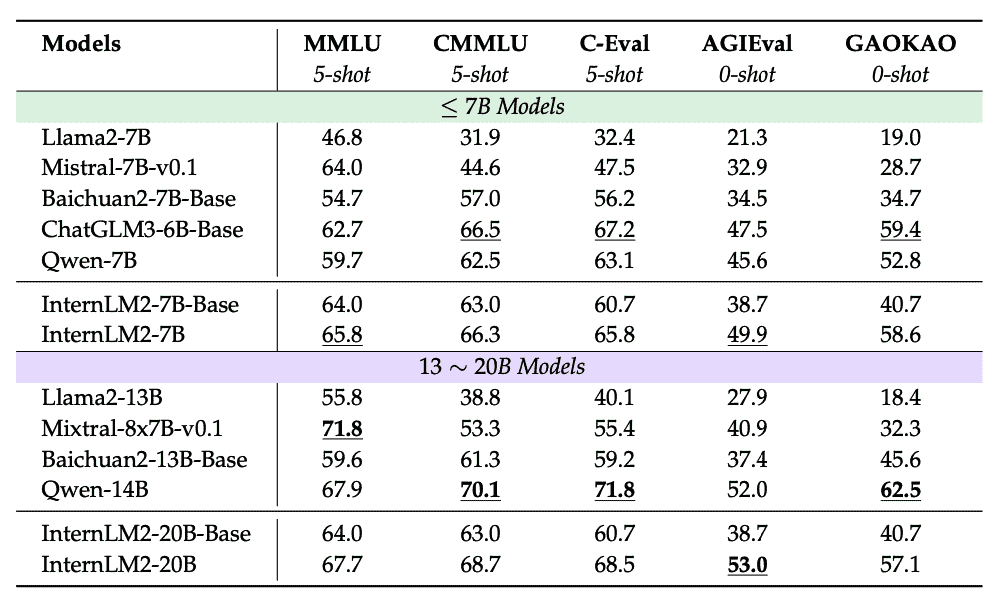 Models MMLU CMMLU C-Eval AGIEval GAOKAO
5-shot 5-shot 5-shot 0-shot 0-shot
≤ 7B Models
Llama2-7B 46.8 31.9 32.4 21.3 19.0
Mistral-7B-v0.1 64.0 44.6 47.5 32.9 28.7
Baichuan2-7B-Base 54.7 57.0 56.2 34.5 34.7
ChatGLM3-6B-Base 62.7 66.5 67.2 47.5 59.4
Qwen-7B 59.7 62.5 63.1 45.6 52.8
InternLM2-7B-Base 64.0 63.0 60.7 38.7 40.7
InternLM2-7B 65.8 66.3 65.8 49.9 58.6
13 ∼ 20B Models
Llama2-13B 55.8 38.8 40.1 27.9 18.4
Mixtral-8x7B-v0.1 71.8 53.3 55.4 40.9 32.3
Baichuan2-13B-Base 59.6 61.3 59.2 37.4 45.6
Qwen-14B 67.9 70.1 71.8 52.0 62.5
InternLM2-20B-Base 64.0 63.0 60.7 38.7 40.7
InternLM2-20B 67.7 68.7 68.5 53.0 57.1